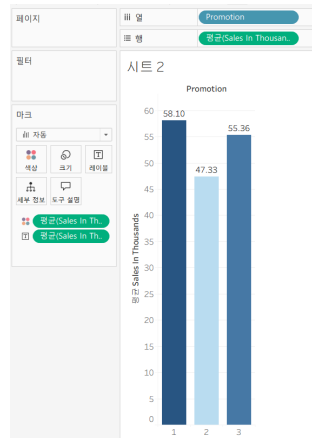 페이지
iii 열
Promotion
행
평균(Sales In Thousan..
필터
시트 2
Promotion
마크
자동
색상
크기
레이블
세부 정보
도구 설명
평균(Sales In Th..
평균(Sales In Th..
평균 Sales In Thousands
60
55
50
45
40
35
30
25
20
15
10
5
0
58.10
47.33
55.36
1
2
3